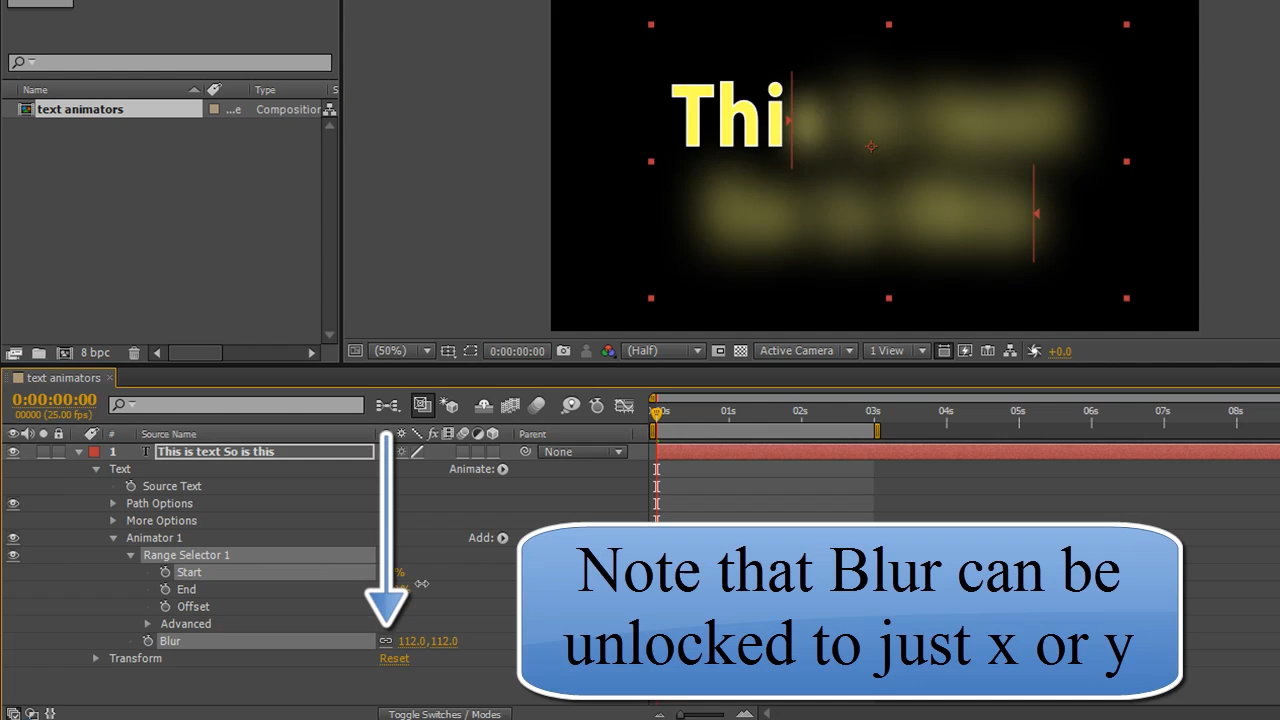 Thi
Name
Type
S
text animators
...e
Composition
8 bpc
(50%)
0:00:00:00
(Half)
Active Camera
1 View
+0.0
text animators ×
0:00:00:00
00000 (25.00 fps)
01s 02s 03s 04s 05s 06s 07s 08s
# Source Name
fx
Parent
1 T This is text So is this
None
Text
Animate:
Source Text
Path Options
More Options
Animator 1
Add:
Range Selector 1
Start
%
End
Offset
Advanced
Blur
112.0,112.0
Transform
Reset
Toggle Switches / Modes
Note that Blur can be
unlocked to just x or y